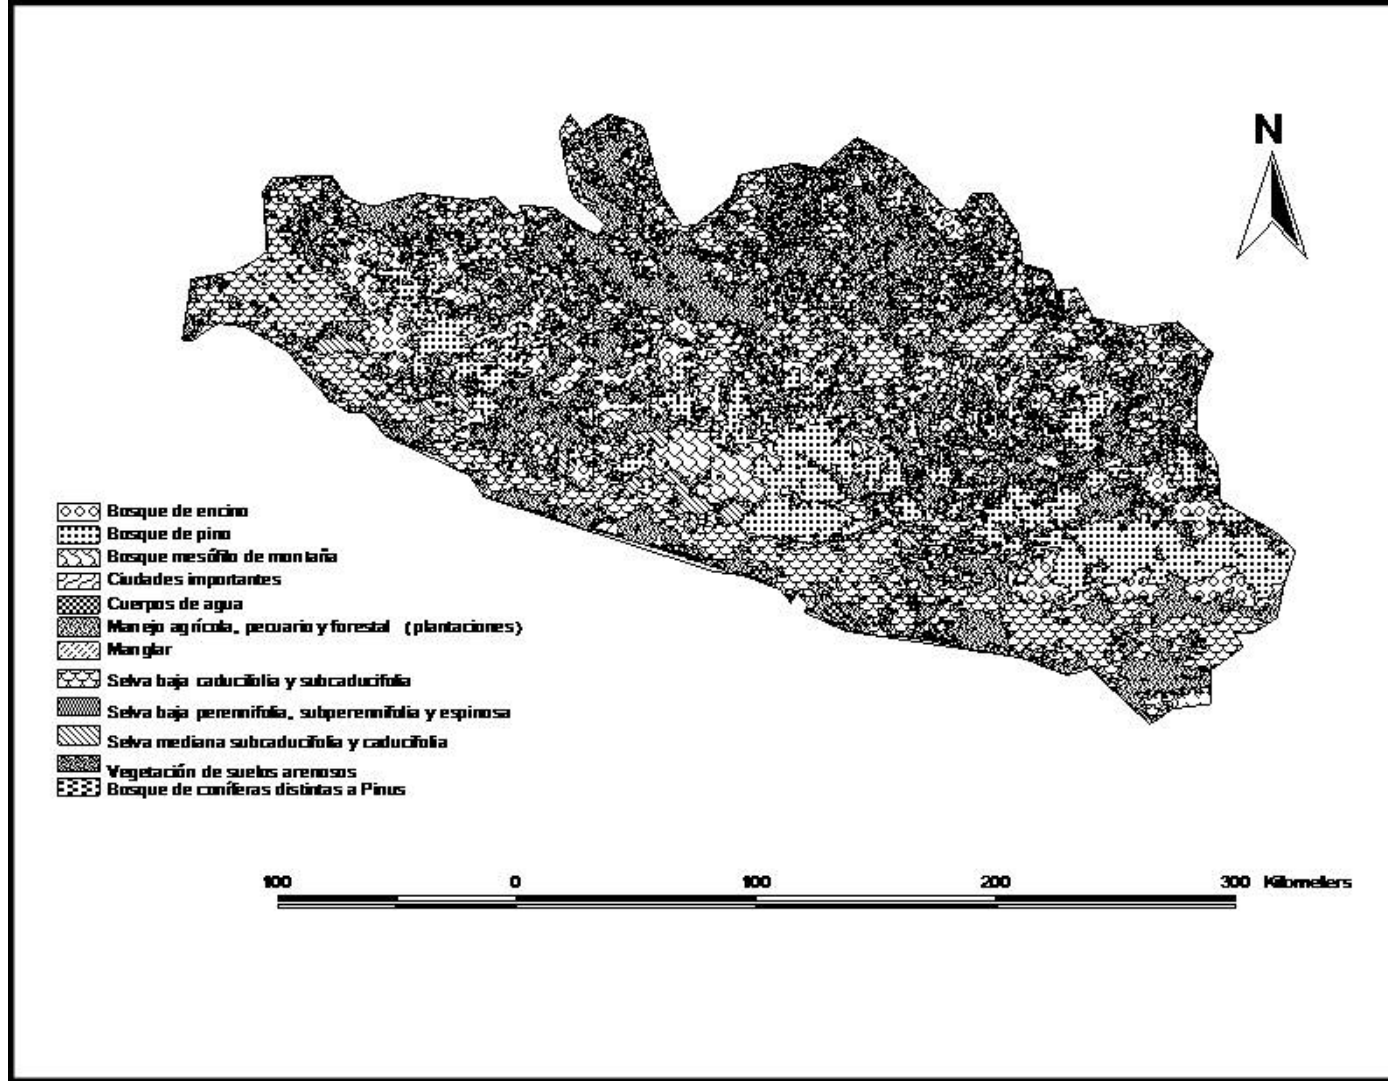 N
Bosque de encino
Bosque de pino
Bosque mesófilo de montaña
Ciudades importantes
Cuerpos de agua
Manejo agrícola, pecuario y forestal (plantaciones)
Manglar
Selva baja caducifolia y subcaducifolia
Selva baja perennifolia, subperennifolia y espinosa
Selva mediana subcaducifolia y caducifolia
Vegetación de suelos arenosos
Bosque de coníferas distintas a Pinus
100 0 100 200 300 Kilometers